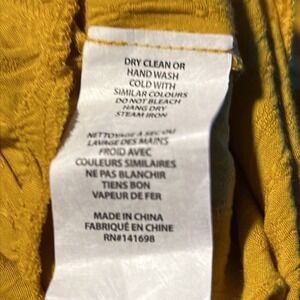 DRY CLEAN OR
HAND WASH
COLD WITH
SIMILAR COLOURS
DO NOT BLEACH
HANG DRY
STEAM IRON
NETTOYAGE A SEC OU
LAVAGE DES MAINS
FROID AVEC
COULEURS SIMILAIRES
NE PAS BLANCHIR
TIENS BON
VAPEUR DE FER
MADE IN CHINA
FABRIQUÉ EN CHINE
RN#141698